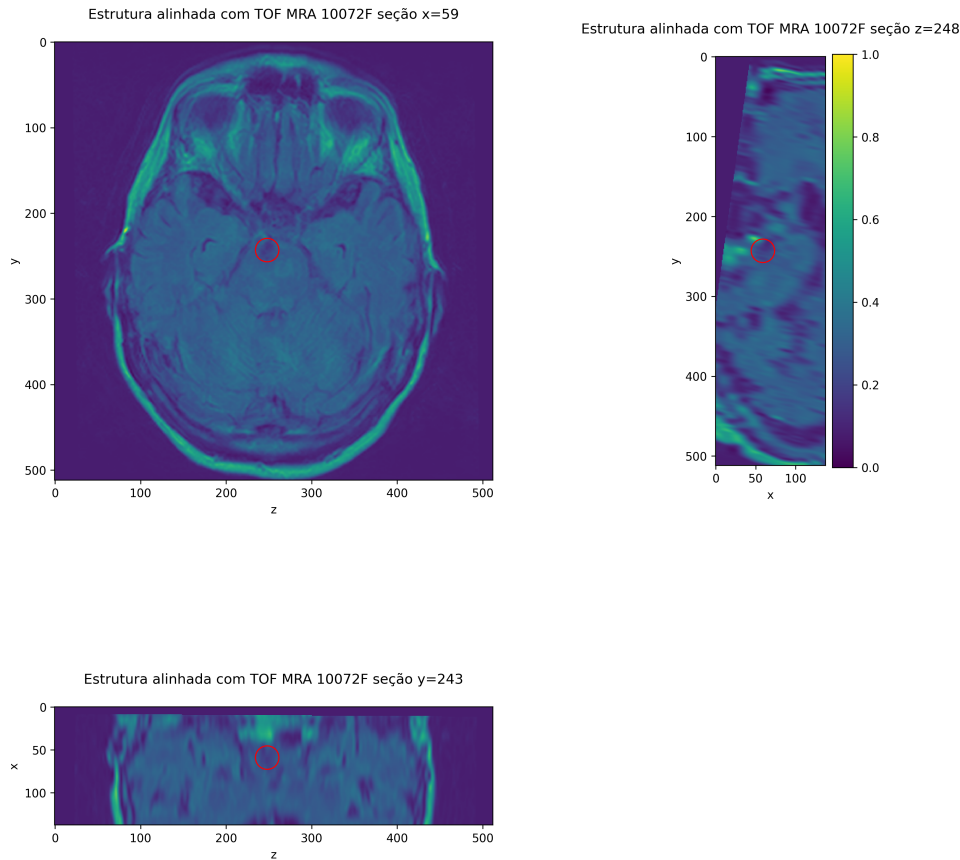 Estrutura alinhada com TOF MRA 10072F seção x=59
0
100
200
300
400
500
y
0 100 200 300 400 500
z
Estrutura alinhada com TOF MRA 10072F seção z=248
0
100
200
300
400
500
y
0 50 100
x
1.0
0.8
0.6
0.4
0.2
0.0
Estrutura alinhada com TOF MRA 10072F seção y=243
0
50
100
x
0 100 200 300 400 500
z